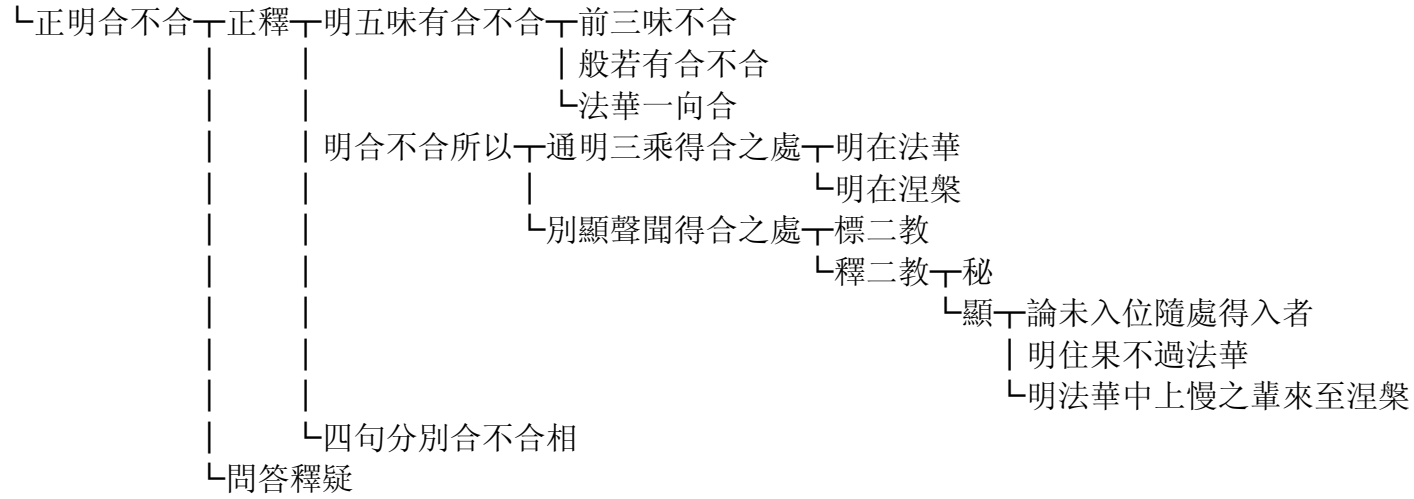 └正明合不合┬正釋┬明五味有合不合┬前三味不合
│ │ │般若有合不合
│ │ └法華一向合
│ │明合不合所以┬通明三乘得合之處┬明在法華
│ │ │ └明在涅槃
│ │ └別顯聲聞得合之處┬標二教
│ │ └釋二教┬秘
│ │ └顯┬論未入位隨處得入者
│ │ │明住果不過法華
│ │ └明法華中上慢之輩來至涅槃
│ └四句分別合不合相
└問答釋疑